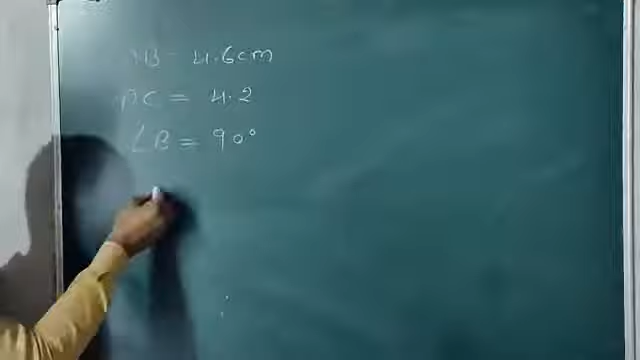 AB = 4.6cm
BC = 4.2
∠B = 90°